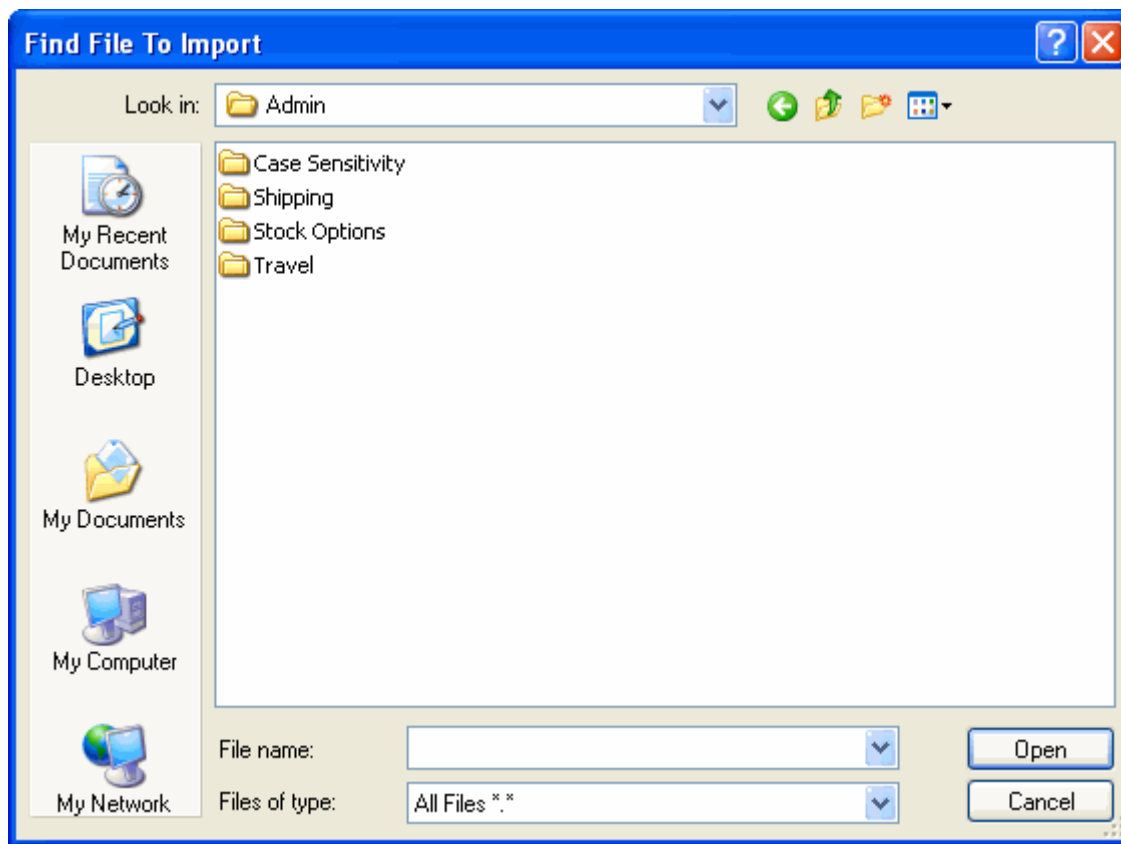 Find File To Import
?
Look in:
Admin
Case Sensitivity
Shipping
Stock Options
Travel
My Recent
Documents
Desktop
My Documents
My Computer
My Network
File name:
Open
Files of type:
All Files *.*
Cancel